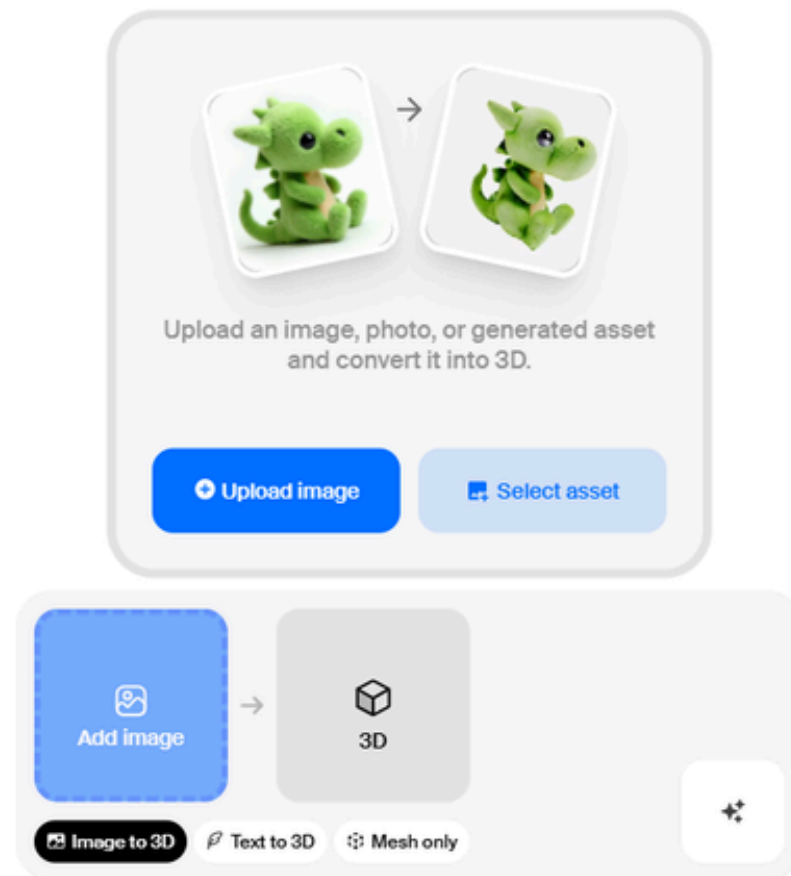 Upload an image, photo, or generated asset
and convert it into 3D.
Upload image
Select asset
Add image
3D
Image to 3D
Text to 3D
Mesh only